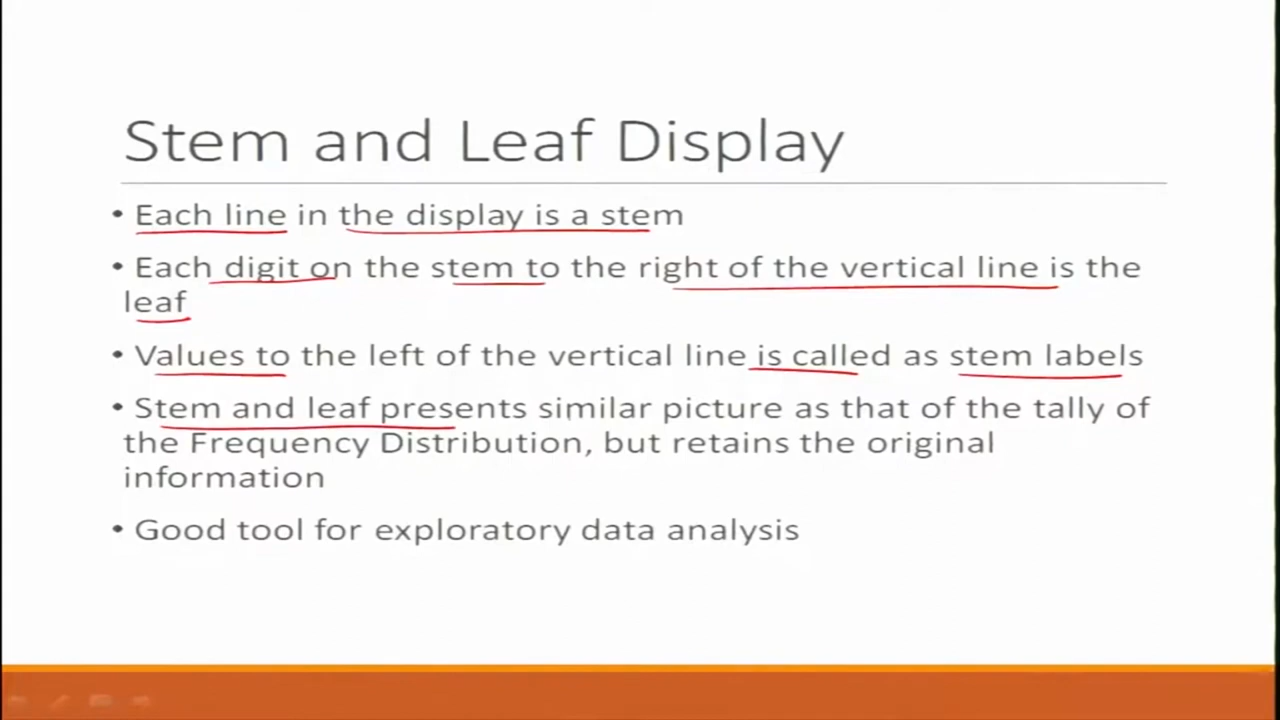 Stem and Leaf Display
• Each line in the display is a stem
• Each digit on the stem to the right of the vertical line is the
leaf
• Values to the left of the vertical line is called as stem labels
• Stem and leaf presents similar picture as that of the tally of
the Frequency Distribution, but retains the original
information
• Good tool for exploratory data analysis